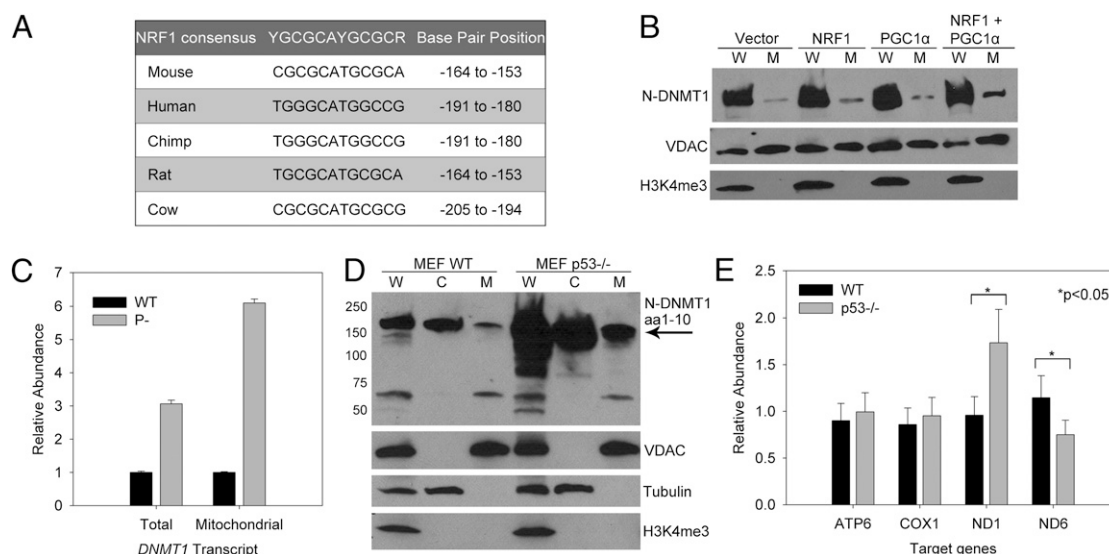 A
NRF1 consensus YGCGCAYGCGCR Base Pair Position
Mouse CGCGCATGCGCA -164 to -153
Human TGGGCATGGCCG -191 to -180
Chimp TGGGCATGGCCG -191 to -180
Rat TGCGCATGCGCA -164 to -153
Cow CGCGCATGCGCG -205 to -194
B
Vector NRF1 PGC1α NRF1 + PGC1α
W M W M W M W M
N-DNMT1
VDAC
H3K4me3
C
Relative Abundance
7
6
5
4
3
2
1
0
WT
P-
Total Mitochondrial
DNMT1 Transcript
D
MEF WT MEF p53-/-
W C M W C M
250
150
100
75
50
N-DNMT1
aa1-10
VDAC
Tubulin
H3K4me3
E
Relative Abundance
2.5
2.0
1.5
1.0
0.5
0.0
WT
p53-/-
*
*
*p<0.05
ATP6 COX1 ND1 ND6
Target genes